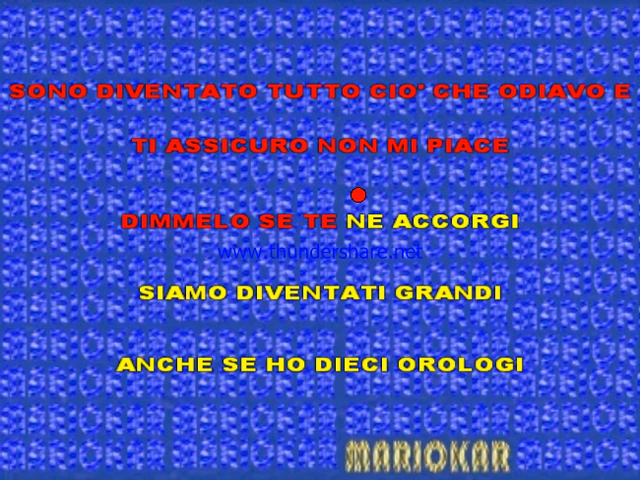 SONO DIVENTATO TUTTO CIO' CHE ODIAVO E
TI ASSICURO NON MI PIACE
DIMMELO SE TE NE ACCORGI
www.thundershare.net
SIAMO DIVENTATI GRANDI
ANCHE SE HO DIECI OROLOGI
MARIOKAR